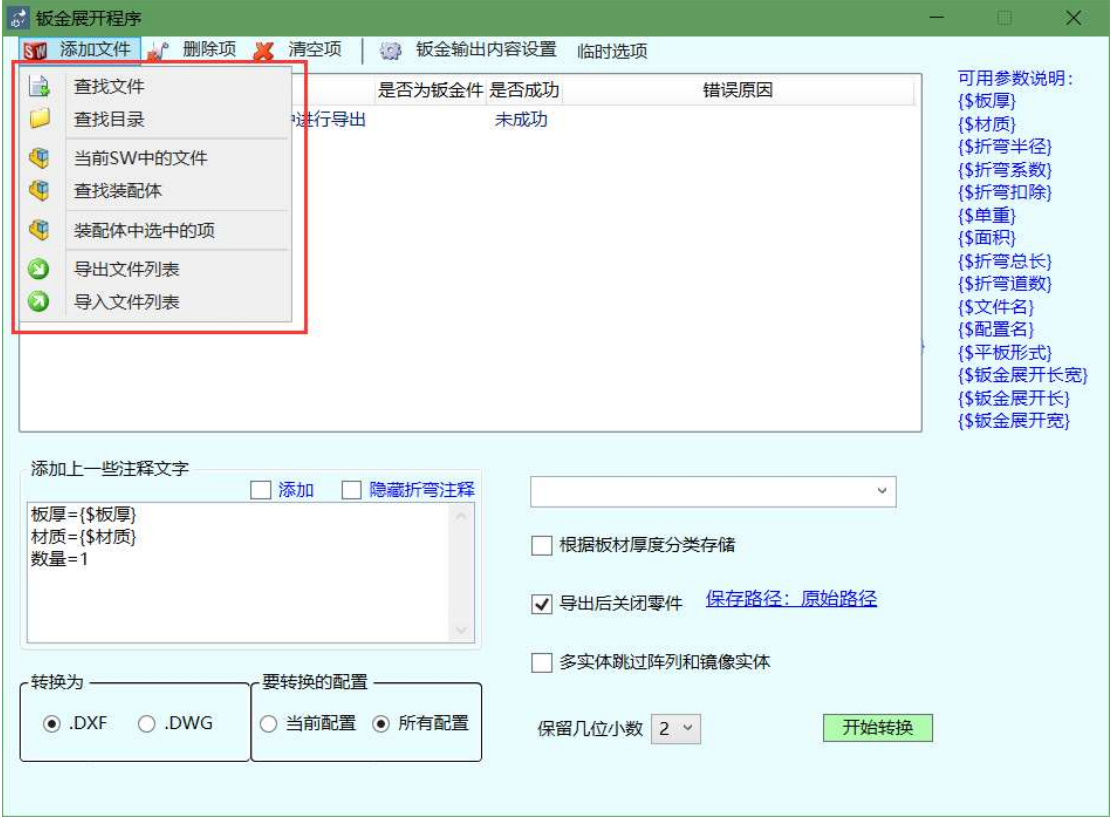 钣金展开程序
添加文件 删除项 清空项 钣金输出内容设置 临时选项
查找文件
查找目录
当前SW中的文件
查找装配体
装配体中选中的项
导出文件列表
导入文件列表
是否为钣金件 是否成功 错误原因
进行导出 未成功
可用参数说明:
{$板厚}
{$材质}
{$折弯半径}
{$折弯系数}
{$折弯扣除}
{$单重}
{$面积}
{$折弯总长}
{$折弯道数}
{$文件名}
{$配置名}
{$平板形式}
{$钣金展开长宽}
{$钣金展开长}
{$钣金展开宽}
添加上一些注释文字
添加 隐藏折弯注释
板厚={$板厚}
材质={$材质}
数量=1
根据板材厚度分类存储
导出后关闭零件 保存路径：原始路径
多实体跳过阵列和镜像实体
转换为
.DXF .DWG
要转换的配置
当前配置 所有配置
保留几位小数 2
开始转换